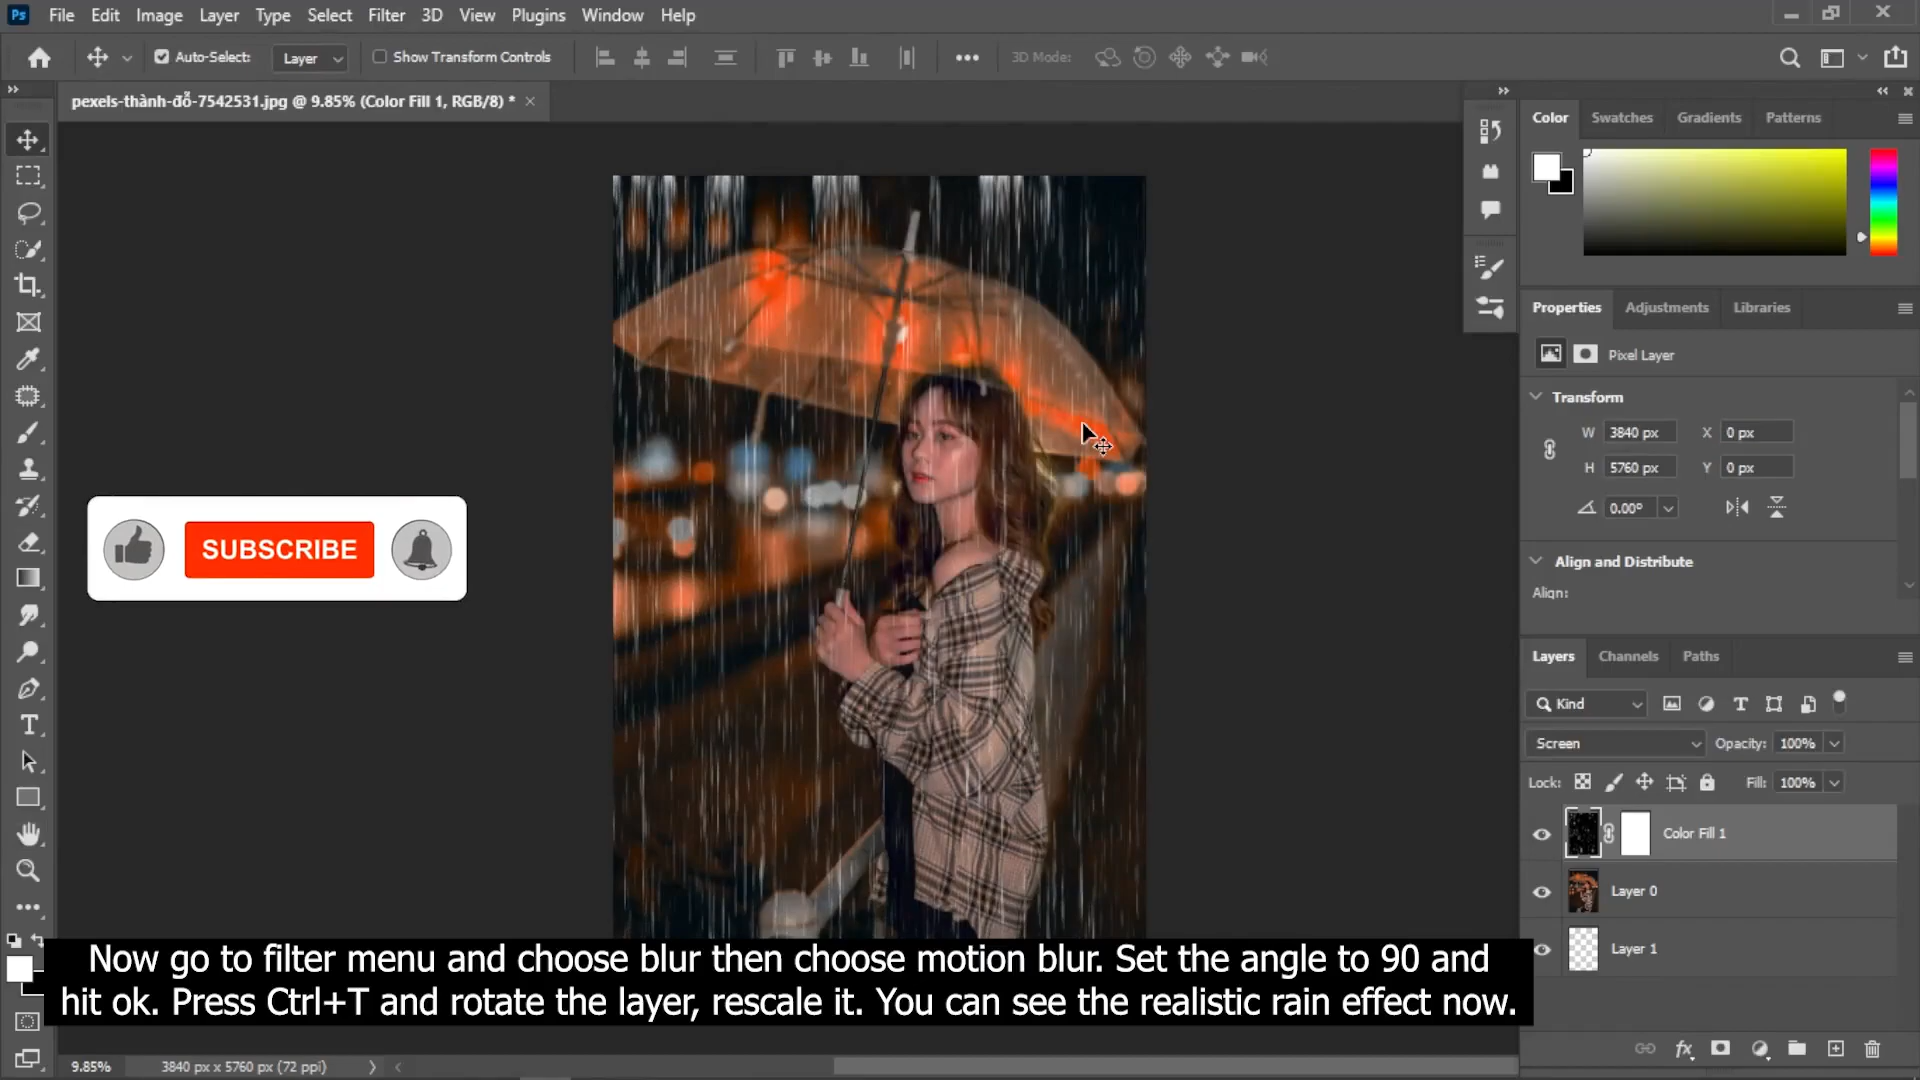 Ps File Edit Image Layer Type Select Filter 3D View Plugins Window Help
Auto-Select: Layer Show Transform Controls 3D Mode:
pexels-thành-đỗ-7542531.jpg @ 9.85% (Color Fill 1, RGB/8) *
Color Swatches Gradients Patterns
Properties Adjustments Libraries
Pixel Layer
Transform
W 3840 px X 0 px
H 5760 px Y 0 px
0.00°
Align and Distribute
Align:
SUBSCRIBE
Layers Channels Paths
Kind
Screen Opacity: 100%
Lock: Fill: 100%
Color Fill 1
Layer 0
Layer 1
Now go to filter menu and choose blur then choose motion blur. Set the angle to 90 and
hit ok. Press Ctrl+T and rotate the layer, rescale it. You can see the realistic rain effect now.
9.85% 3840 px x 5760 px (72 ppi)